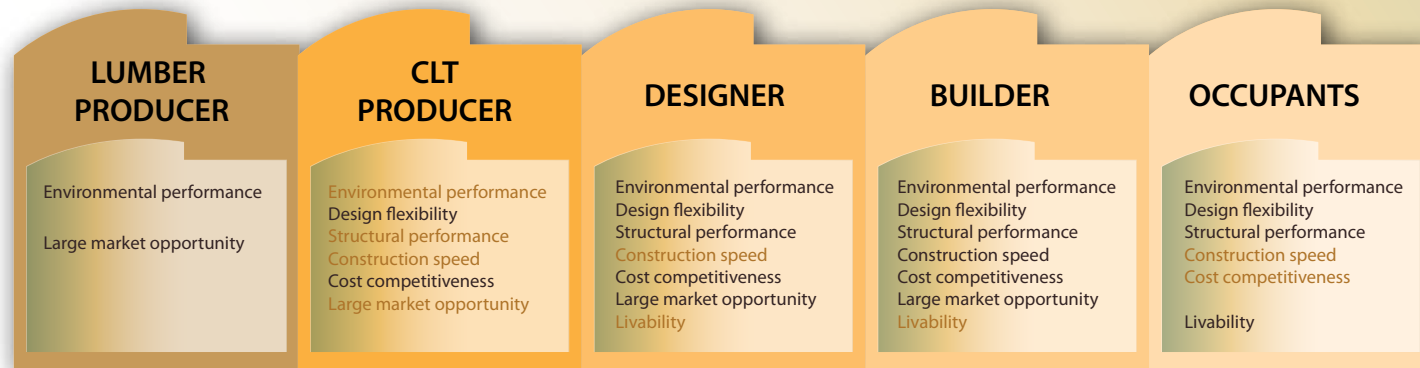 LUMBER
PRODUCER
Environmental performance
Large market opportunity
CLT
PRODUCER
Environmental performance
Design flexibility
Structural performance
Construction speed
Cost competitiveness
Large market opportunity
DESIGNER
Environmental performance
Design flexibility
Structural performance
Construction speed
Cost competitiveness
Large market opportunity
Livability
BUILDER
Environmental performance
Design flexibility
Structural performance
Construction speed
Cost competitiveness
Large market opportunity
Livability
OCCUPANTS
Environmental performance
Design flexibility
Structural performance
Construction speed
Cost competitiveness
Livability